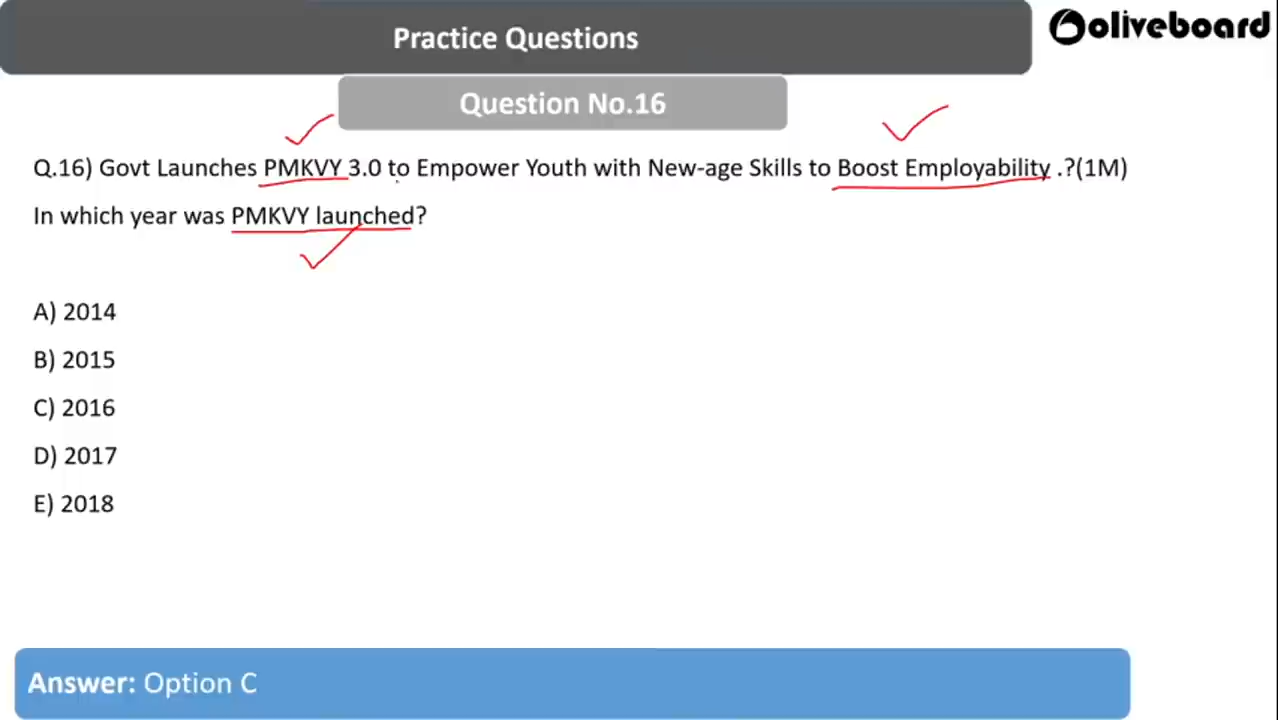 Practice Questions
oliveboard
Question No.16
Q.16) Govt Launches PMKVY 3.0 to Empower Youth with New-age Skills to Boost Employability .?(1M)
In which year was PMKVY launched?
A) 2014
B) 2015
C) 2016
D) 2017
E) 2018
Answer: Option C